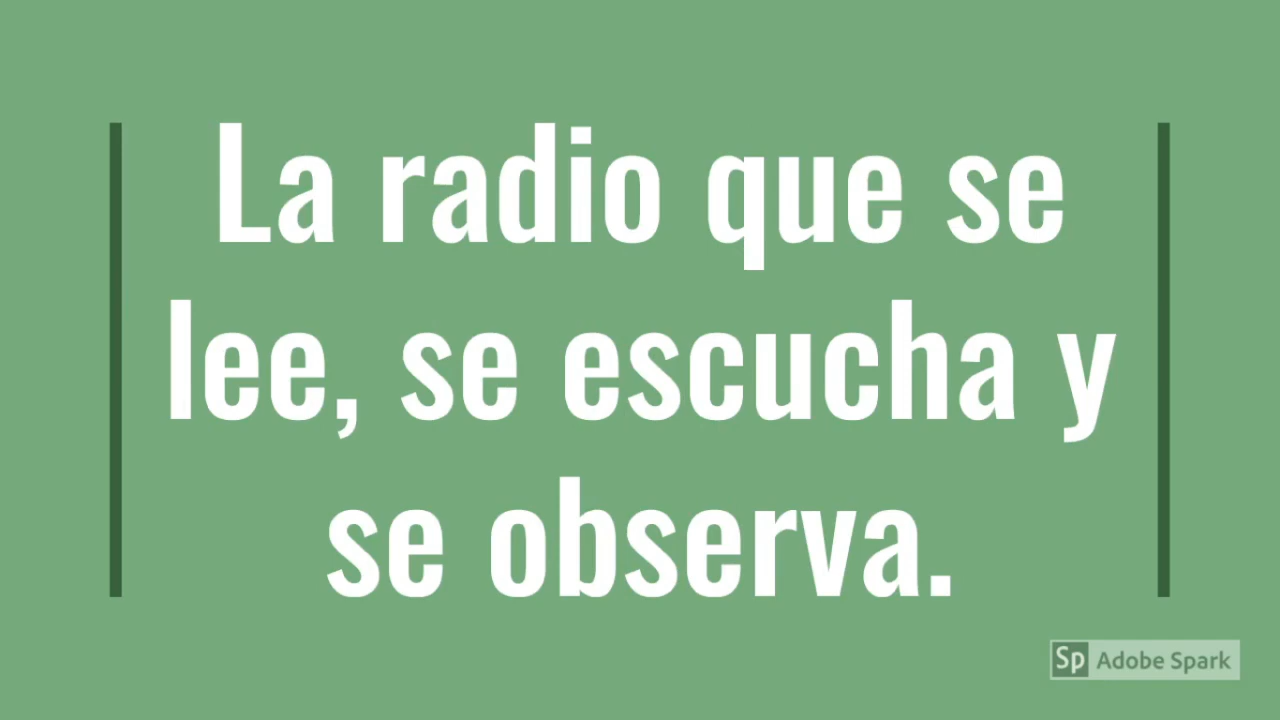 La radio que se
lee, se escucha y
se observa.
Sp Adobe Spark